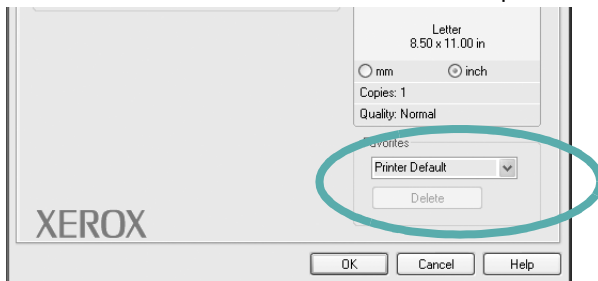 Letter
8.50 x 11.00 in
mm inch
Copies: 1
Quality: Normal
Favorites
Printer Default
Delete
XEROX
OK Cancel Help